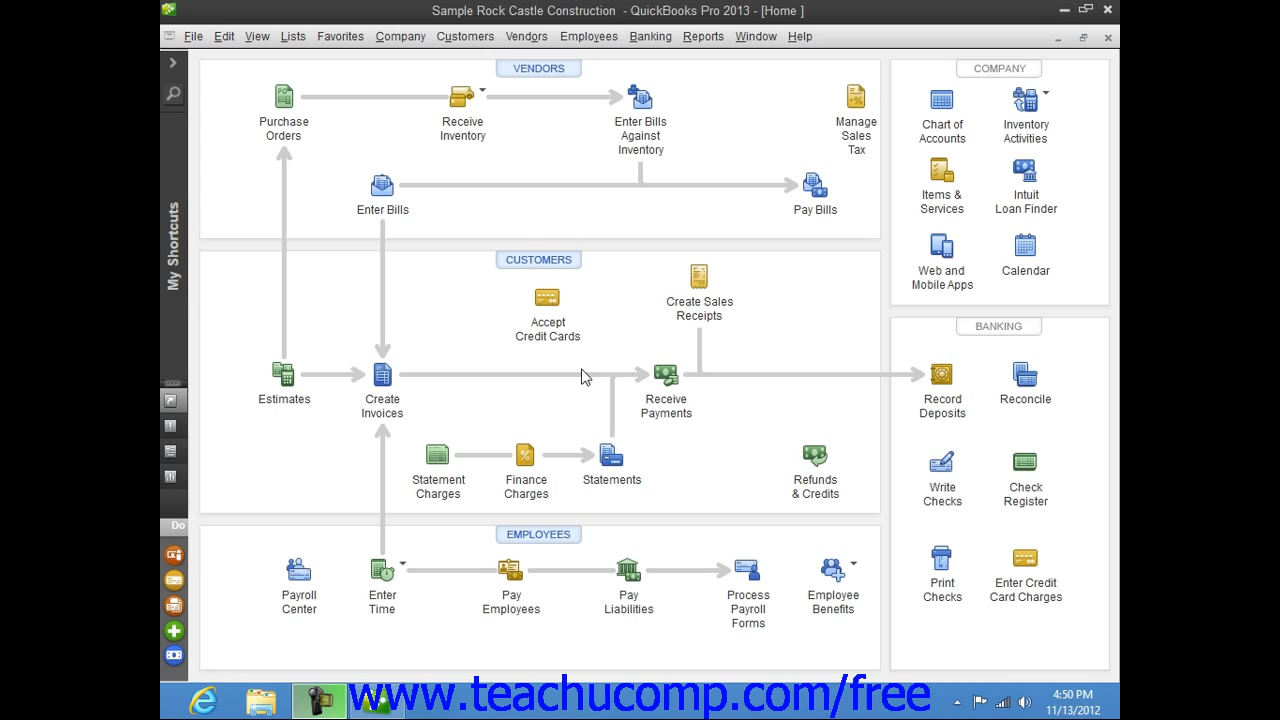 Sample Rock Castle Construction - QuickBooks Pro 2013 - [Home ]
File Edit View Lists Favorites Company Customers Vendors Employees Banking Reports Window Help
My Shortcuts
Do
VENDORS
Purchase
Orders
Receive
Inventory
Enter Bills
Against
Inventory
Manage
Sales
Tax
Enter Bills
Pay Bills
CUSTOMERS
Accept
Credit Cards
Create Sales
Receipts
Estimates
Create
Invoices
Receive
Payments
Statement
Charges
Finance
Charges
Statements
Refunds
& Credits
EMPLOYEES
Payroll
Center
Enter
Time
Pay
Employees
Pay
Liabilities
Process
Payroll
Forms
Employee
Benefits
COMPANY
Chart of
Accounts
Inventory
Activities
Items &
Services
Intuit
Loan Finder
Web and
Mobile Apps
Calendar
BANKING
Record
Deposits
Reconcile
Write
Checks
Check
Register
Print
Checks
Enter Credit
Card Charges
www.teachucomp.com/free
4:50 PM
11/13/2012